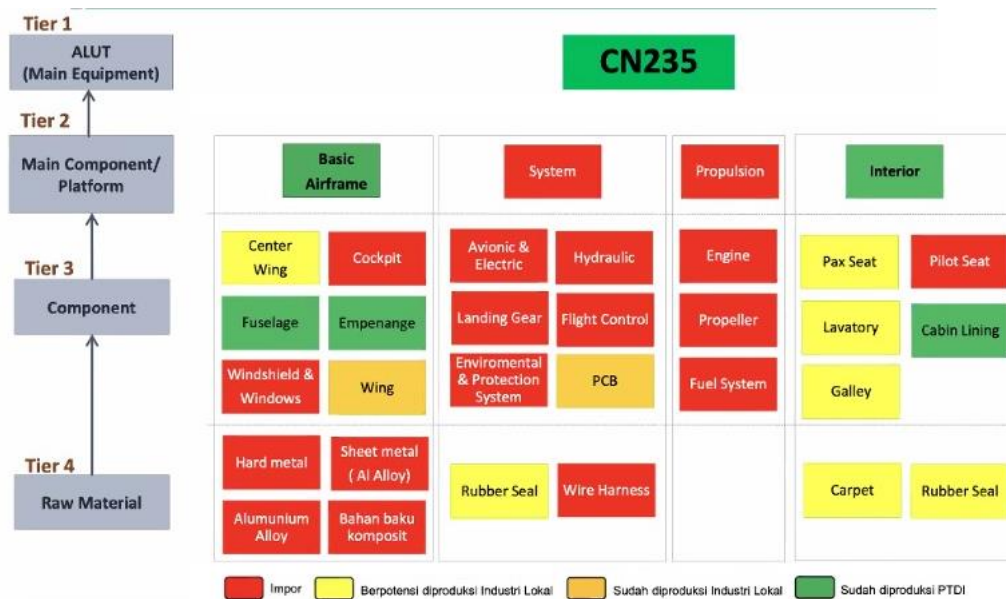 Tier 1
ALUT
(Main Equipment)
CN235
Tier 2
Main Component/
Platform
Basic
Airframe
System
Propulsion
Interior
Tier 3
Component
Center
Wing
Cockpit
Avionic &
Electric
Hydraulic
Engine
Pax Seat
Pilot Seat
Fuselage
Empenange
Landing Gear
Flight Control
Propeller
Lavatory
Cabin Lining
Windshield &
Windows
Wing
Enviromental
& Protection
System
PCB
Fuel System
Galley
Tier 4
Raw Material
Hard metal
Sheet metal
( Al Alloy)
Rubber Seal
Wire Harness
Carpet
Rubber Seal
Alumunium
Alloy
Bahan baku
komposit
Impor
Berpotensi diproduksi Industri Lokal
Sudah diproduksi Industri Lokal
Sudah diproduksi PTDI